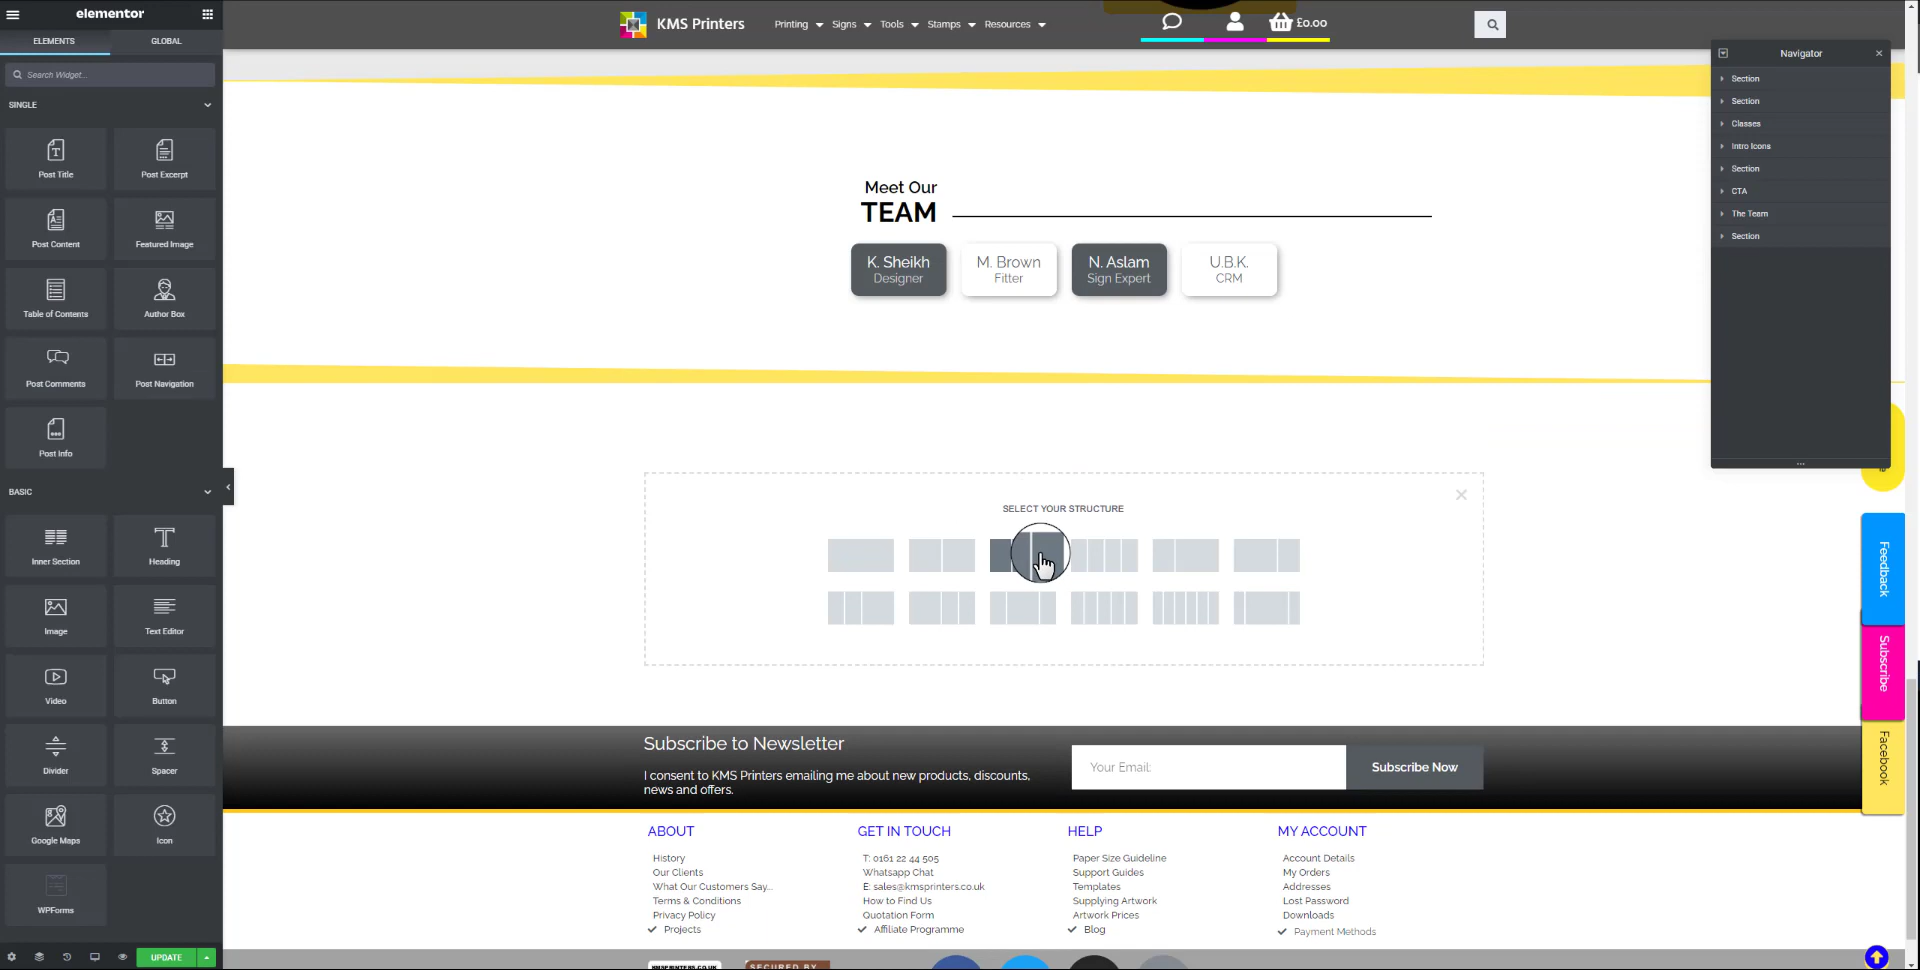 elementor
ELEMENTS
GLOBAL
Search Widget...
SINGLE
Post Title
Post Excerpt
Post Content
Featured Image
Table of Contents
Author Box
Post Comments
Post Navigation
Post Info
BASIC
Inner Section
Heading
Image
Text Editor
Video
Button
Divider
Spacer
Google Maps
Icon
WPForms
UPDATE
KMS Printers
Printing
Signs
Tools
Stamps
Resources
£0.00
Meet Our
TEAM
K. Sheikh
Designer
M. Brown
Fitter
N. Aslam
Sign Expert
U.B.K.
CRM
SELECT YOUR STRUCTURE
Subscribe to Newsletter
I consent to KMS Printers emailing me about new products, discounts,
news and offers.
Your Email:
Subscribe Now
ABOUT
History
Our Clients
What Our Customers Say...
Terms & Conditions
Privacy Policy
Projects
GET IN TOUCH
T: 0161 22 44 505
Whatsapp Chat
E: sales@kmsprinters.co.uk
How to Find Us
Quotation Form
Affiliate Programme
HELP
Paper Size Guideline
Support Guides
Templates
Supplying Artwork
Artwork Prices
Blog
MY ACCOUNT
Account Details
My Orders
Addresses
Lost Password
Downloads
Payment Methods
KMSPRINTERS.CO.UK
SECURED BY
Navigator
Section
Section
Classes
Intro Icons
Section
CTA
The Team
Section
Feedback
Subscribe
Facebook